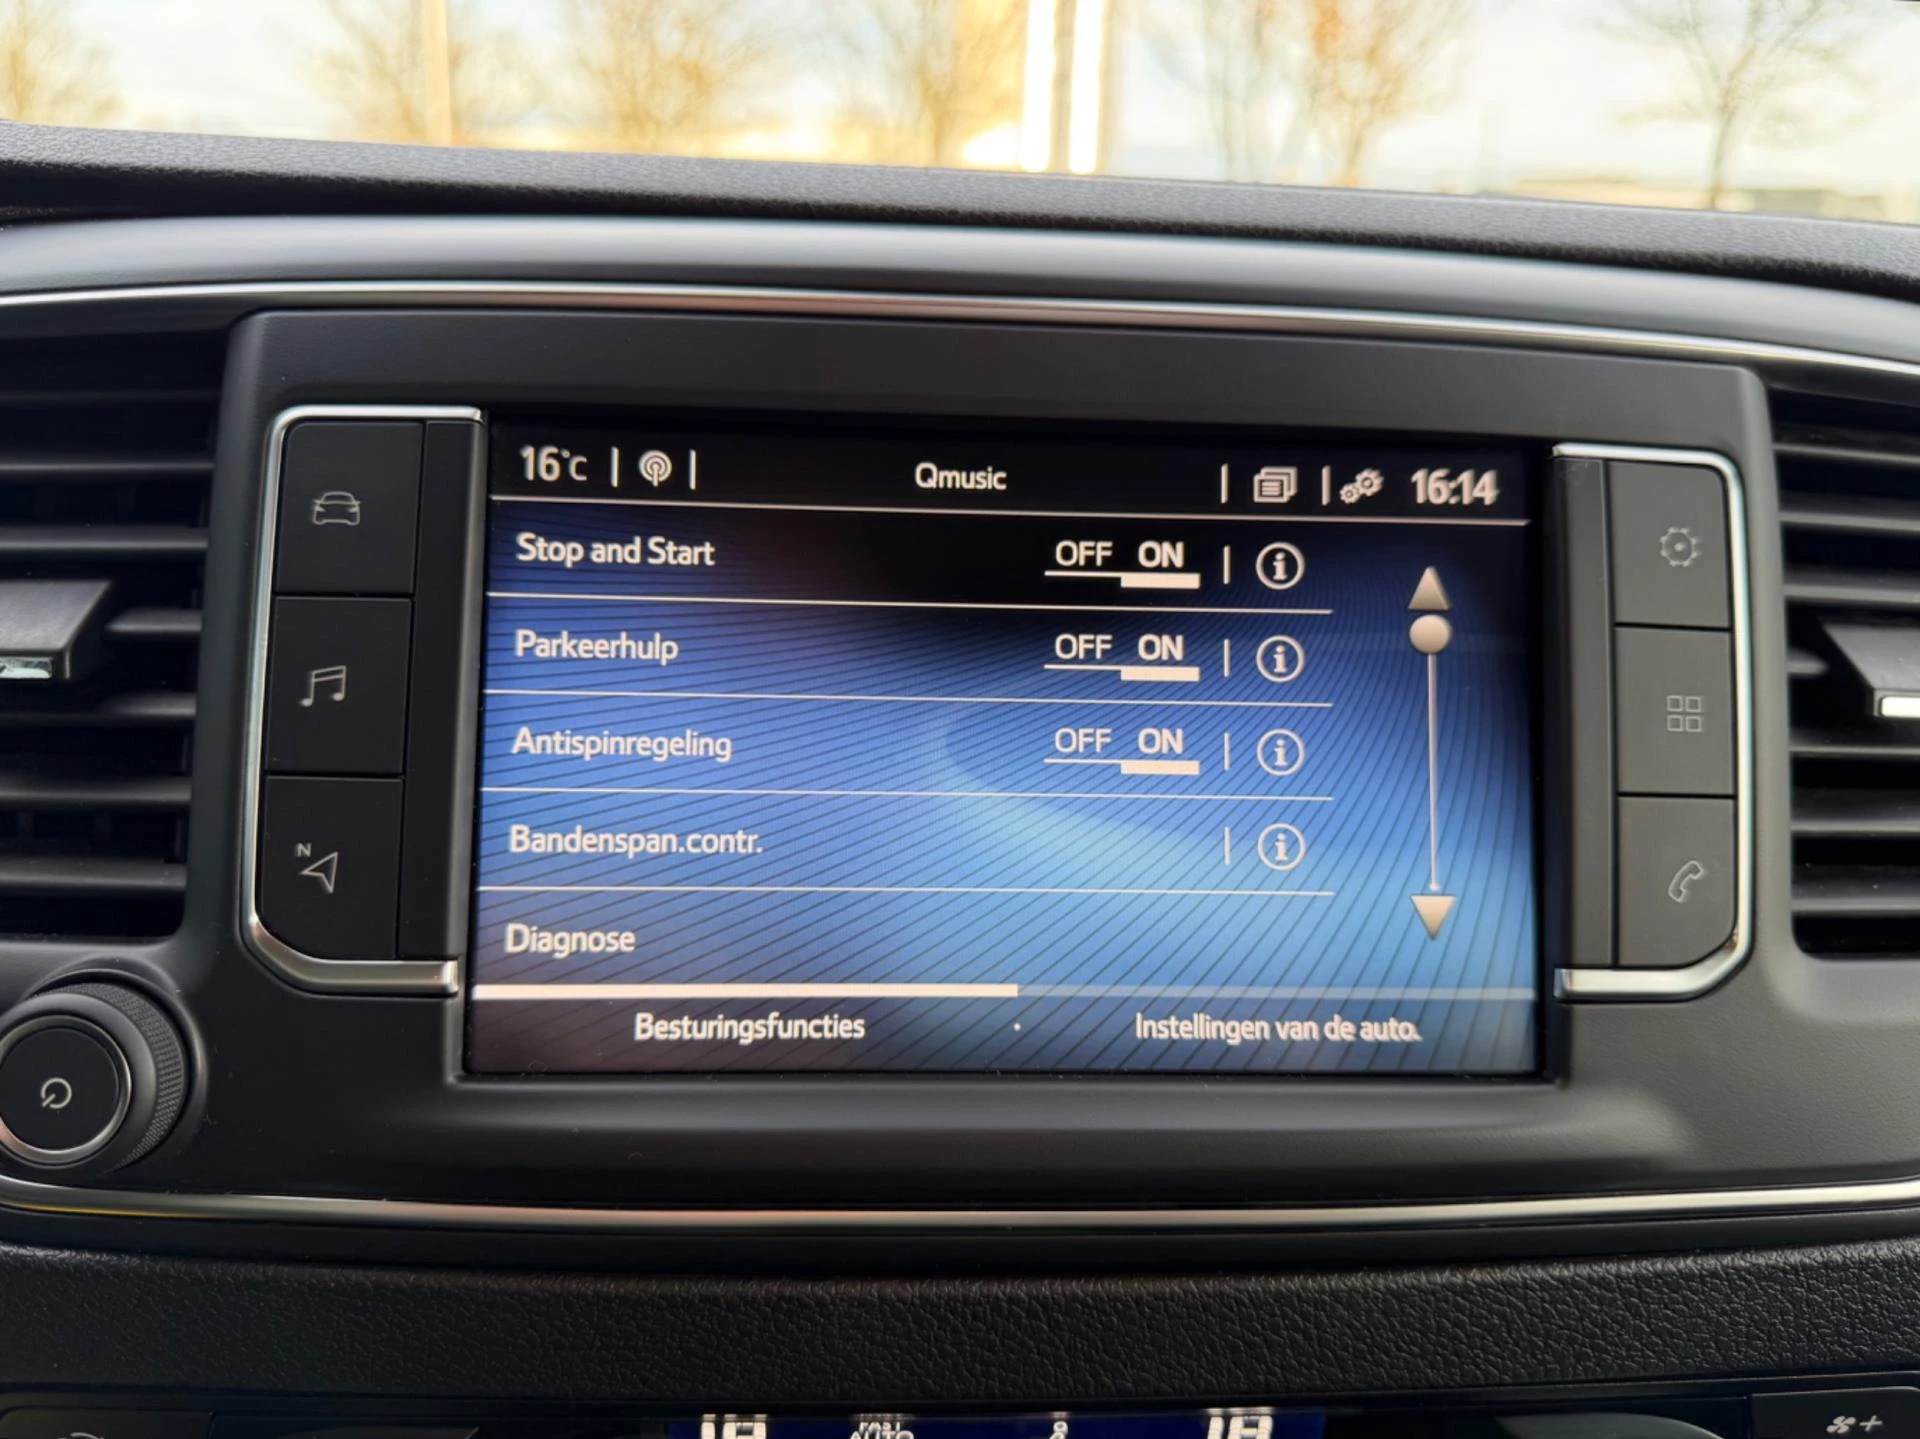 16°C | | Qmusic | | 16:14
Stop and Start OFF ON
Parkeerhulp OFF ON
Antispinregeling OFF ON
Bandenspan.contr.
Diagnose
Besturingsfuncties · Instellingen van de auto.
N
AUTO